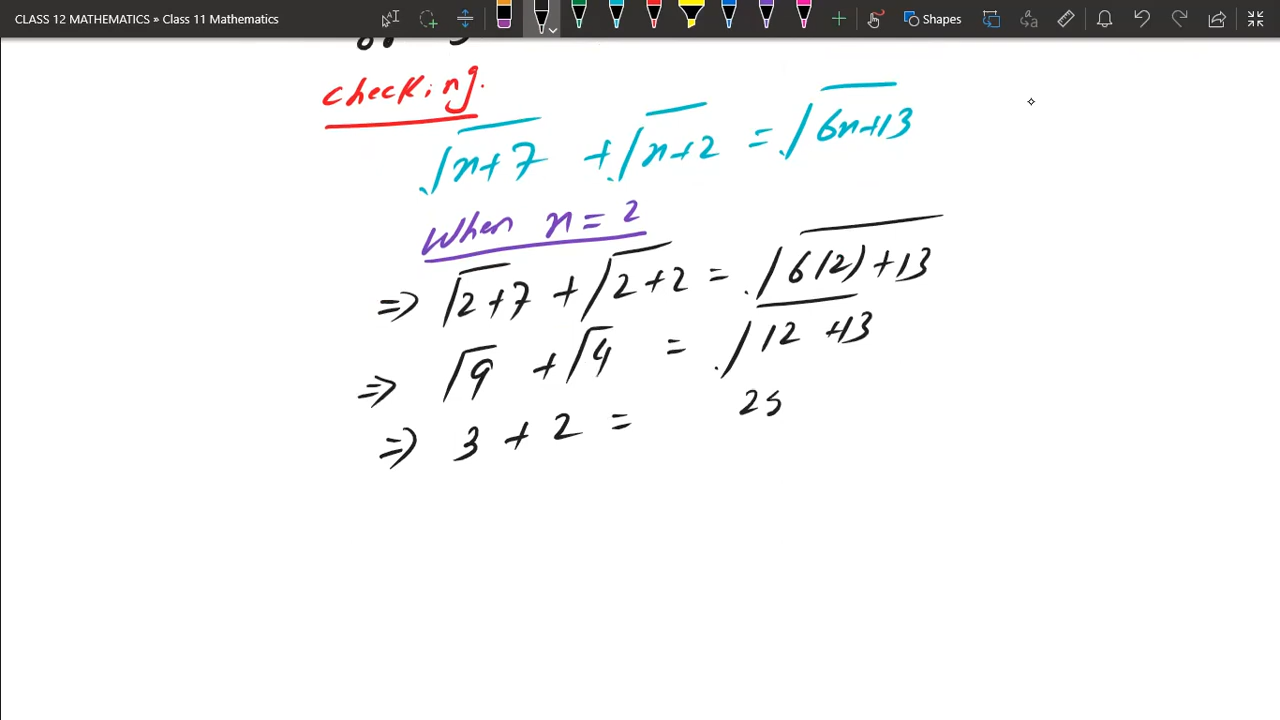 CLASS 12 MATHEMATICS » Class 11 Mathematics
Shapes
checking.
√n+7 + √n+2 = √6n+13
When n = 2
⇒ √2+7 + √2+2 = √6(2)+13
⇒ √9 + √4 = √12 +13
⇒ 3 + 2 = 25